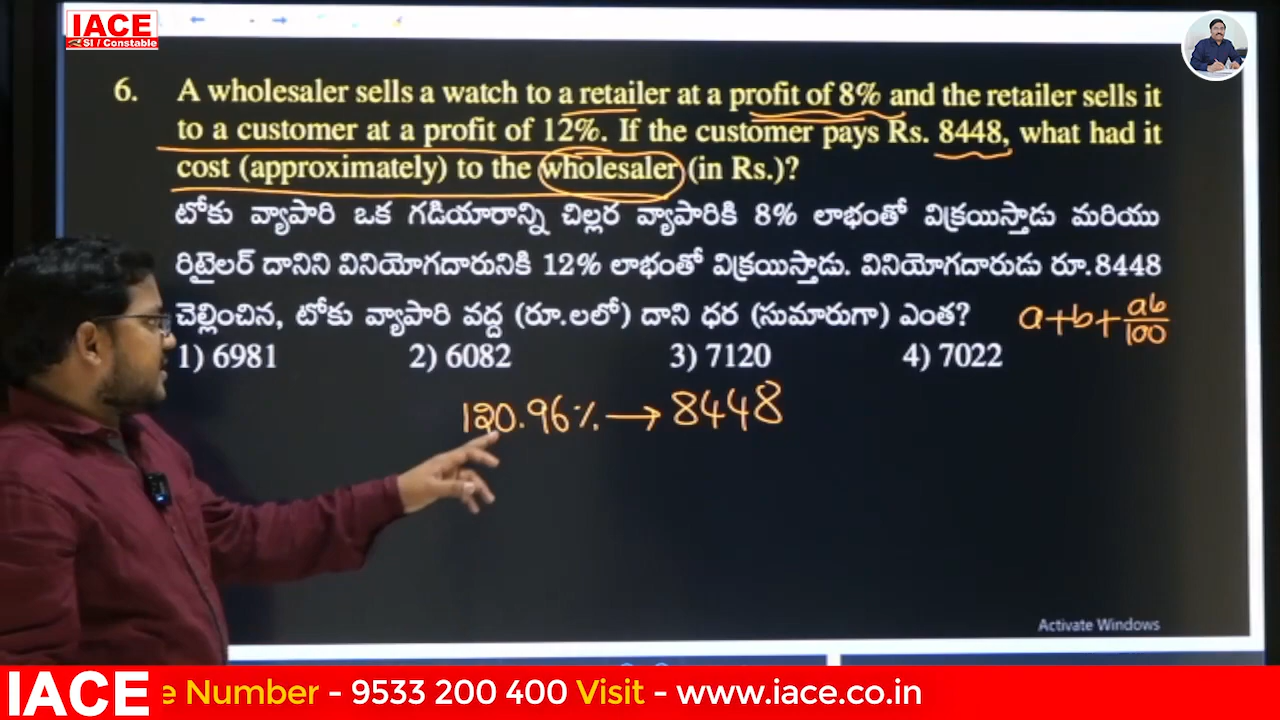 IACE
SI / Constable
6. A wholesaler sells a watch to a retailer at a profit of 8% and the retailer sells it
to a customer at a profit of 12%. If the customer pays Rs. 8448, what had it
cost (approximately) to the wholesaler (in Rs.)?
టోకు వ్యాపారి ఒక గడియారాన్ని చిల్లర వ్యాపారికి 8% లాభంతో విక్రయిస్తాడు మరియు
రిటైలర్ దానిని వినియోగదారునికి 12% లాభంతో విక్రయిస్తాడు. వినియోగదారుడు రూ.8448
చెల్లించిన, టోకు వ్యాపారి వద్ద (రూ.లలో) దాని ధర (సుమారుగా) ఎంత?
a+b+ab/100
1) 6981 2) 6082 3) 7120 4) 7022
120.96% → 8448
Activate Windows
IACE e Number - 9533 200 400 Visit - www.iace.co.in